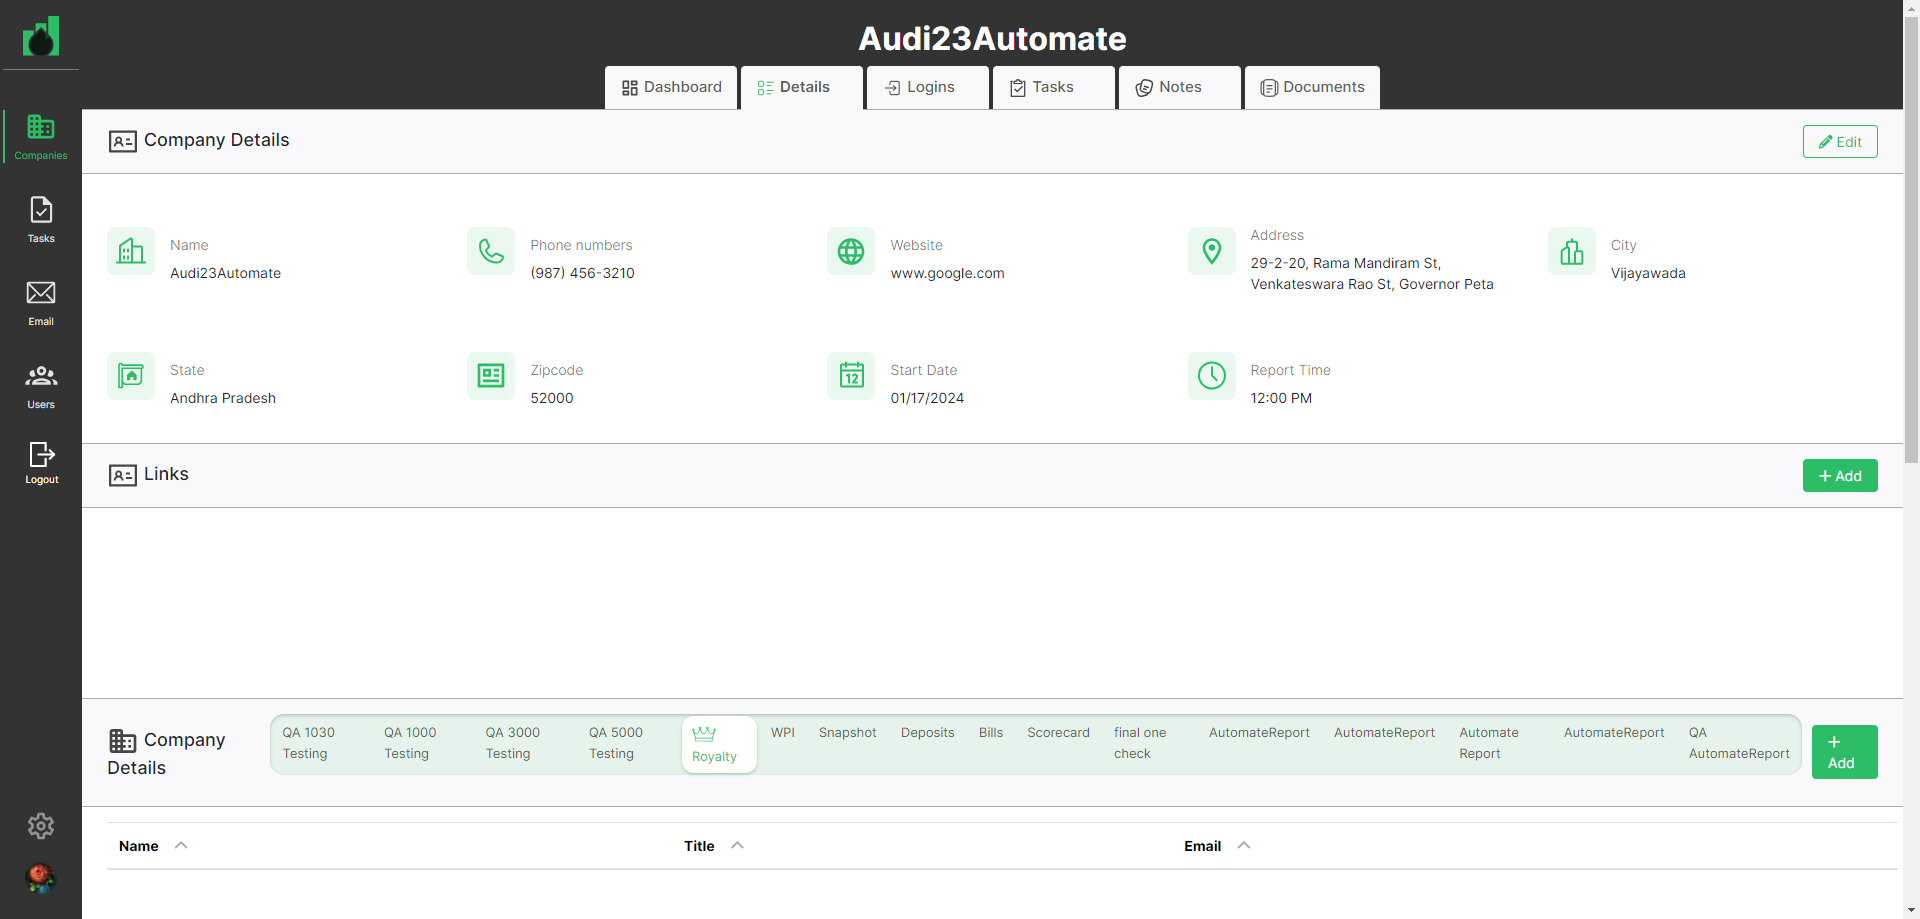 Audi23Automate
Dashboard
Details
Logins
Tasks
Notes
Documents
Companies
Tasks
Email
Users
Logout
Company Details
Edit
Name
Audi23Automate
Phone numbers
(987) 456-3210
Website
www.google.com
Address
29-2-20, Rama Mandiram St,
Venkateswara Rao St, Governor Peta
City
Vijayawada
State
Andhra Pradesh
Zipcode
52000
Start Date
12
01/17/2024
Report Time
12:00 PM
Links
+ Add
Company
Details
QA 1030
Testing
QA 1000
Testing
QA 3000
Testing
QA 5000
Testing
Royalty
WPI
Snapshot
Deposits
Bills
Scorecard
final one
check
AutomateReport
AutomateReport
Automate
Report
AutomateReport
QA
AutomateReport
+
Add
Name
Title
Email